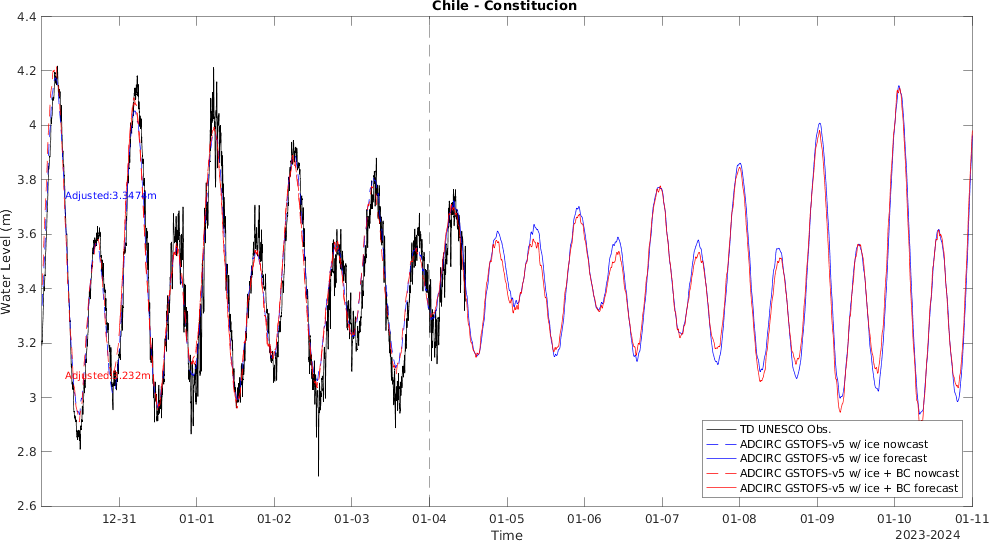 Chile - Constitucion
4.4
4.2
4
3.8
3.6
3.4
3.2
3
2.8
2.6
Water Level (m)
Adjusted:3.3474m
TD UNESCO Obs.
ADCIRC GSTOFS-v5 w/ ice nowcast
ADCIRC GSTOFS-v5 w/ ice forecast
ADCIRC GSTOFS-v5 w/ ice + BC nowcast
ADCIRC GSTOFS-v5 w/ ice + BC forecast
12-31 01-01 01-02 01-03 01-04 01-05 01-06 01-07 01-08 01-09 01-10 01-11
Time
2023-2024